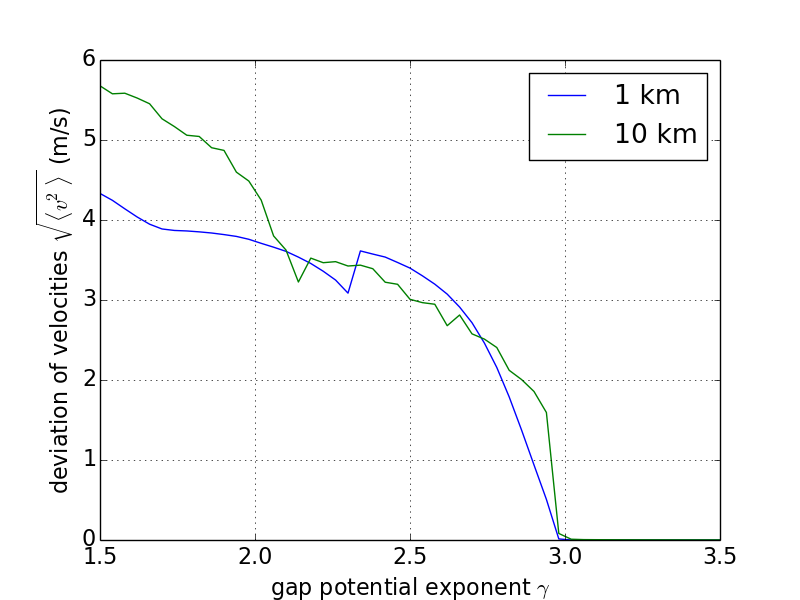 6
5
4
3
2
1
0
1.5 2.0 2.5 3.0 3.5
deviation of velocities √⟨v²⟩ (m/s)
gap potential exponent γ
1 km
10 km